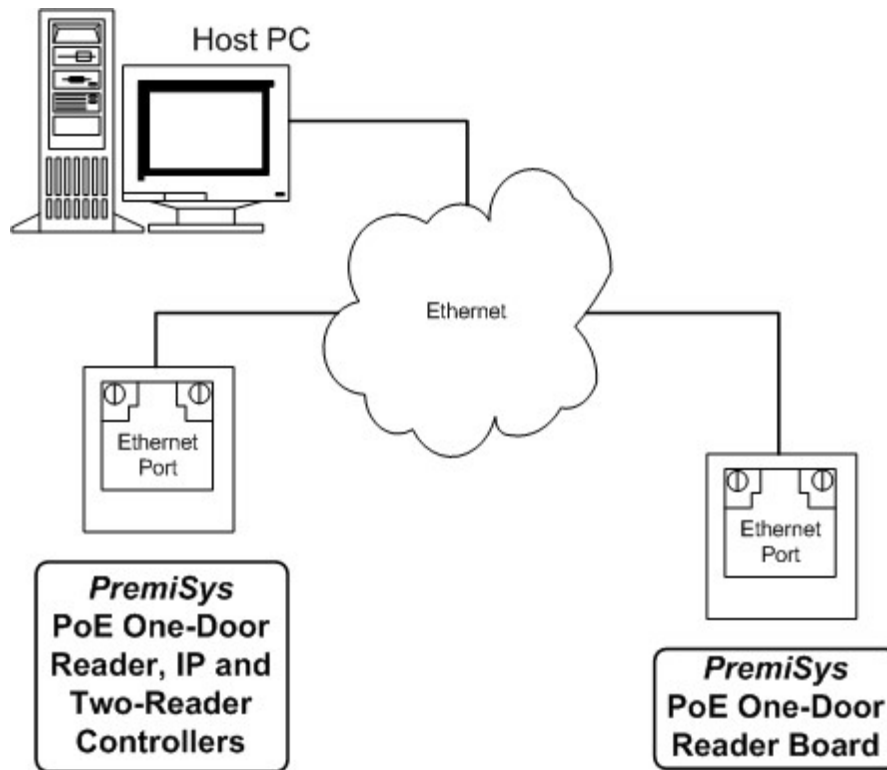 Host PC
Ethernet
Ethernet
Port
Ethernet
Port
PremiSys
PoE One-Door
Reader, IP and
Two-Reader
Controllers
PremiSys
PoE One-Door
Reader Board